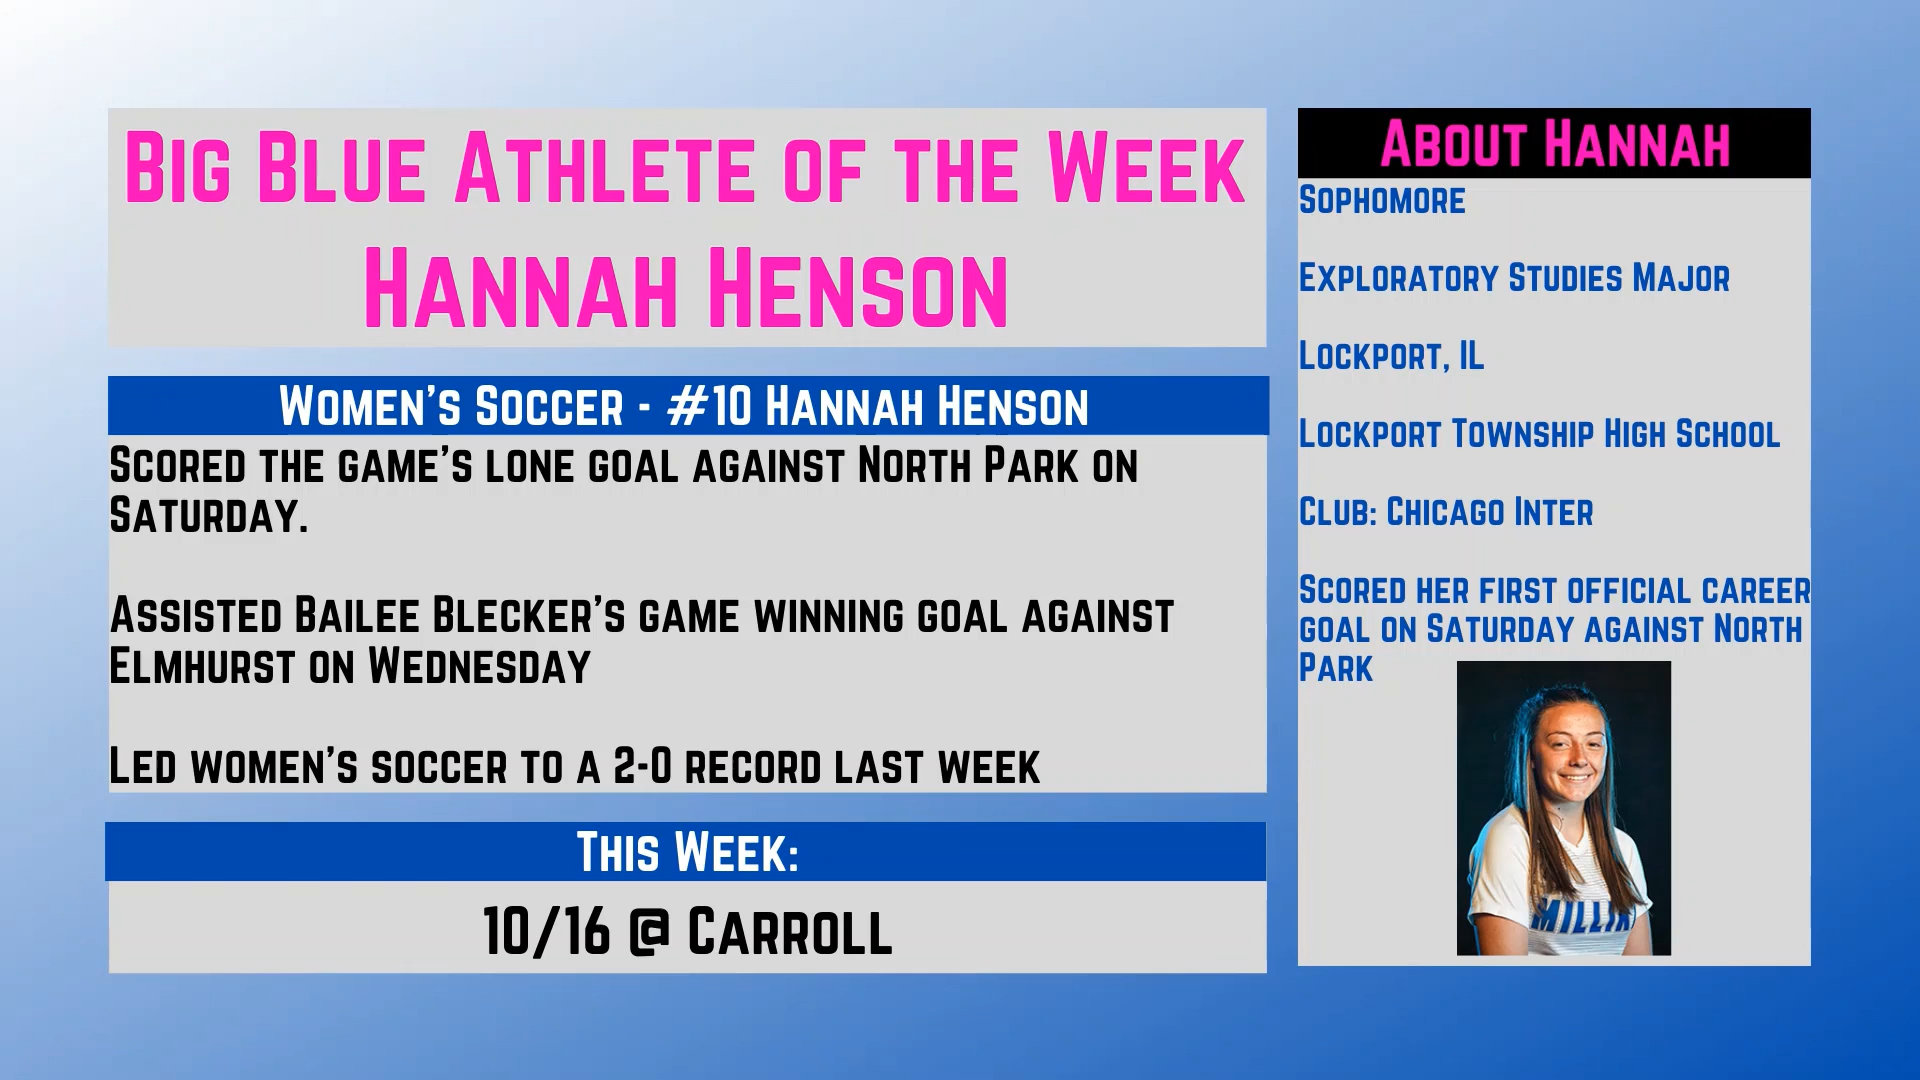 Big Blue Athlete of the Week
Hannah Henson
Women's Soccer - #10 Hannah Henson
Scored the game's lone goal against North Park on
Saturday.
Assisted Bailee Blecker's game winning goal against
Elmhurst on Wednesday
Led women's soccer to a 2-0 record last week
This Week:
10/16 @ Carroll
About Hannah
Sophomore
Exploratory Studies Major
Lockport, IL
Lockport Township High School
Club: Chicago Inter
Scored her first official career
goal on Saturday against North
Park
MILLIK